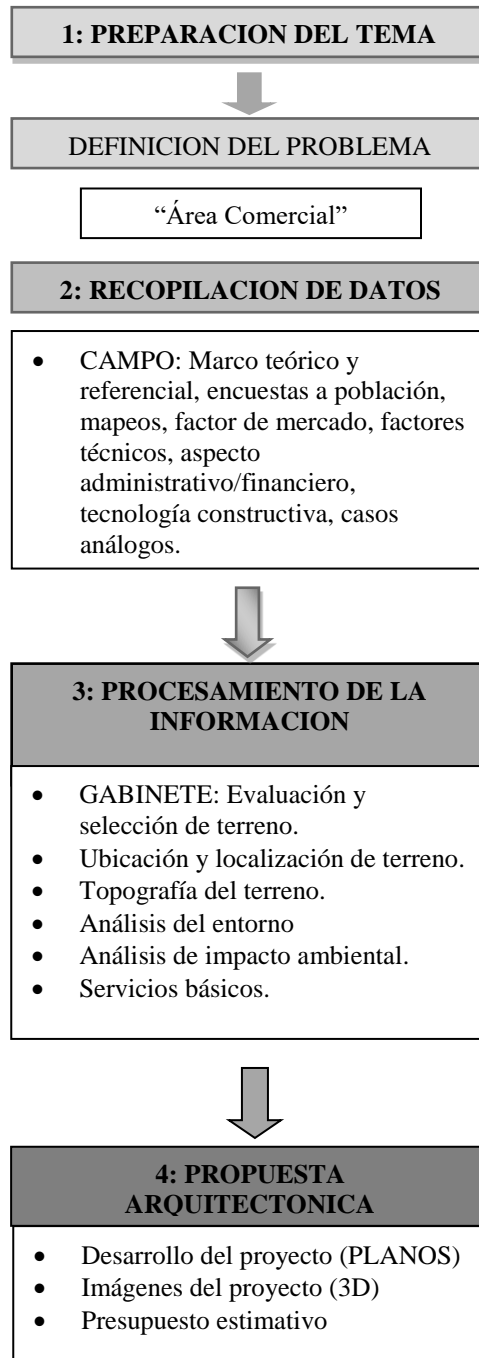 1: PREPARACION DEL TEMA
DEFINICION DEL PROBLEMA
“Área Comercial”
2: RECOPILACION DE DATOS
• CAMPO: Marco teórico y
referencial, encuestas a población,
mapeos, factor de mercado, factores
técnicos, aspecto
administrativo/financiero,
tecnología constructiva, casos
análogos.
3: PROCESAMIENTO DE LA
INFORMACION
• GABINETE: Evaluación y
selección de terreno.
• Ubicación y localización de terreno.
• Topografía del terreno.
• Análisis del entorno
• Análisis de impacto ambiental.
• Servicios básicos.
4: PROPUESTA
ARQUITECTONICA
• Desarrollo del proyecto (PLANOS)
• Imágenes del proyecto (3D)
• Presupuesto estimativo